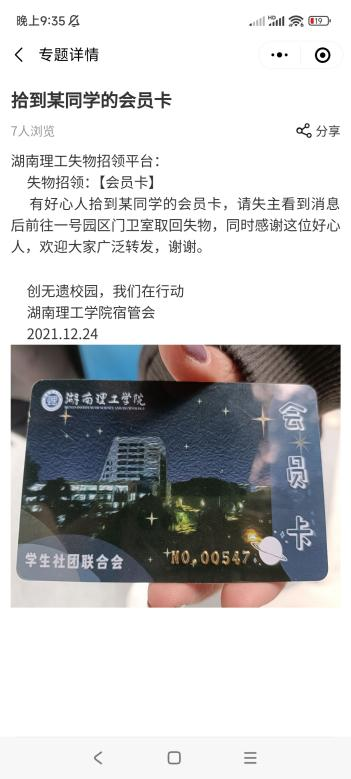 晚上9:35
19
专题详情
拾到某同学的会员卡
7人浏览
分享
湖南理工失物招领平台：
失物招领：【会员卡】
有好心人拾到某同学的会员卡，请失主看到消息
后前往一号园区门卫室取回失物，同时感谢这位好心
人，欢迎大家广泛转发，谢谢。
创无遗校园，我们在行动
湖南理工学院宿管会
2021.12.24
湖南理工学院
会员卡
学生社团联合会
NO.00547